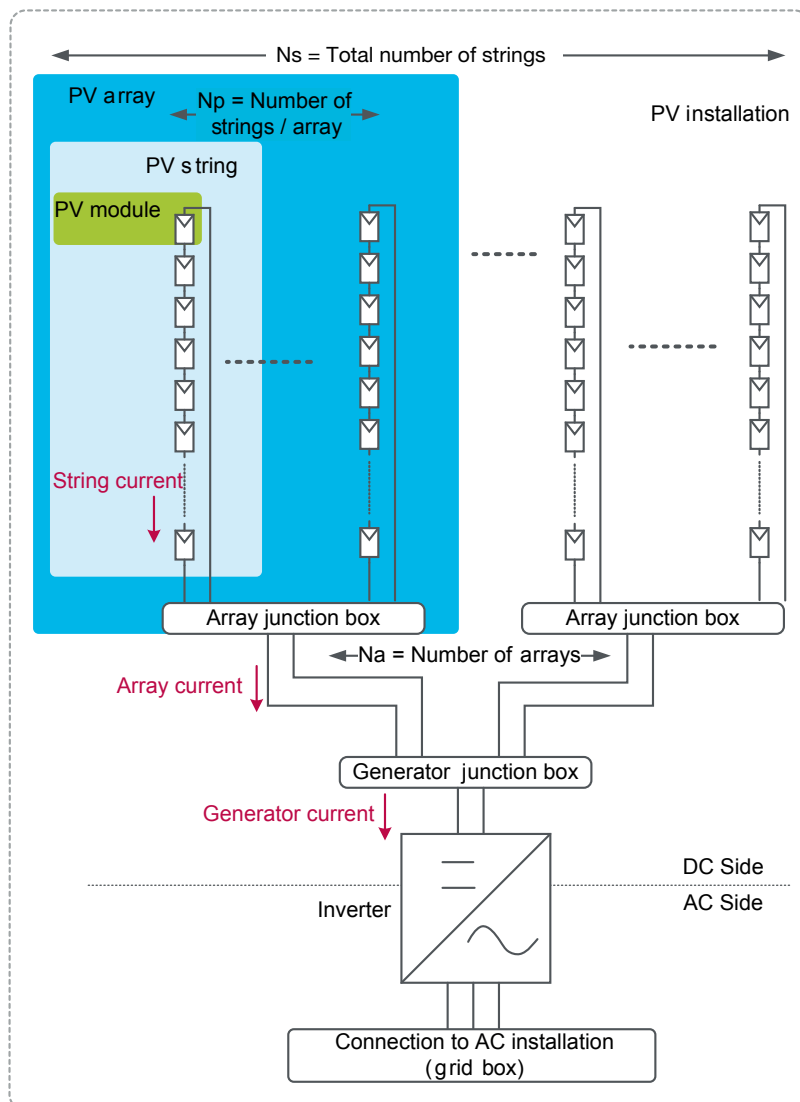 Ns = Total number of strings
PV array
Np = Number of
strings / array
PV installation
PV string
PV module
String current
Array junction box
Array junction box
Na = Number of arrays
Array current
Generator junction box
Generator current
DC Side
Inverter
AC Side
Connection to AC installation
(grid box)